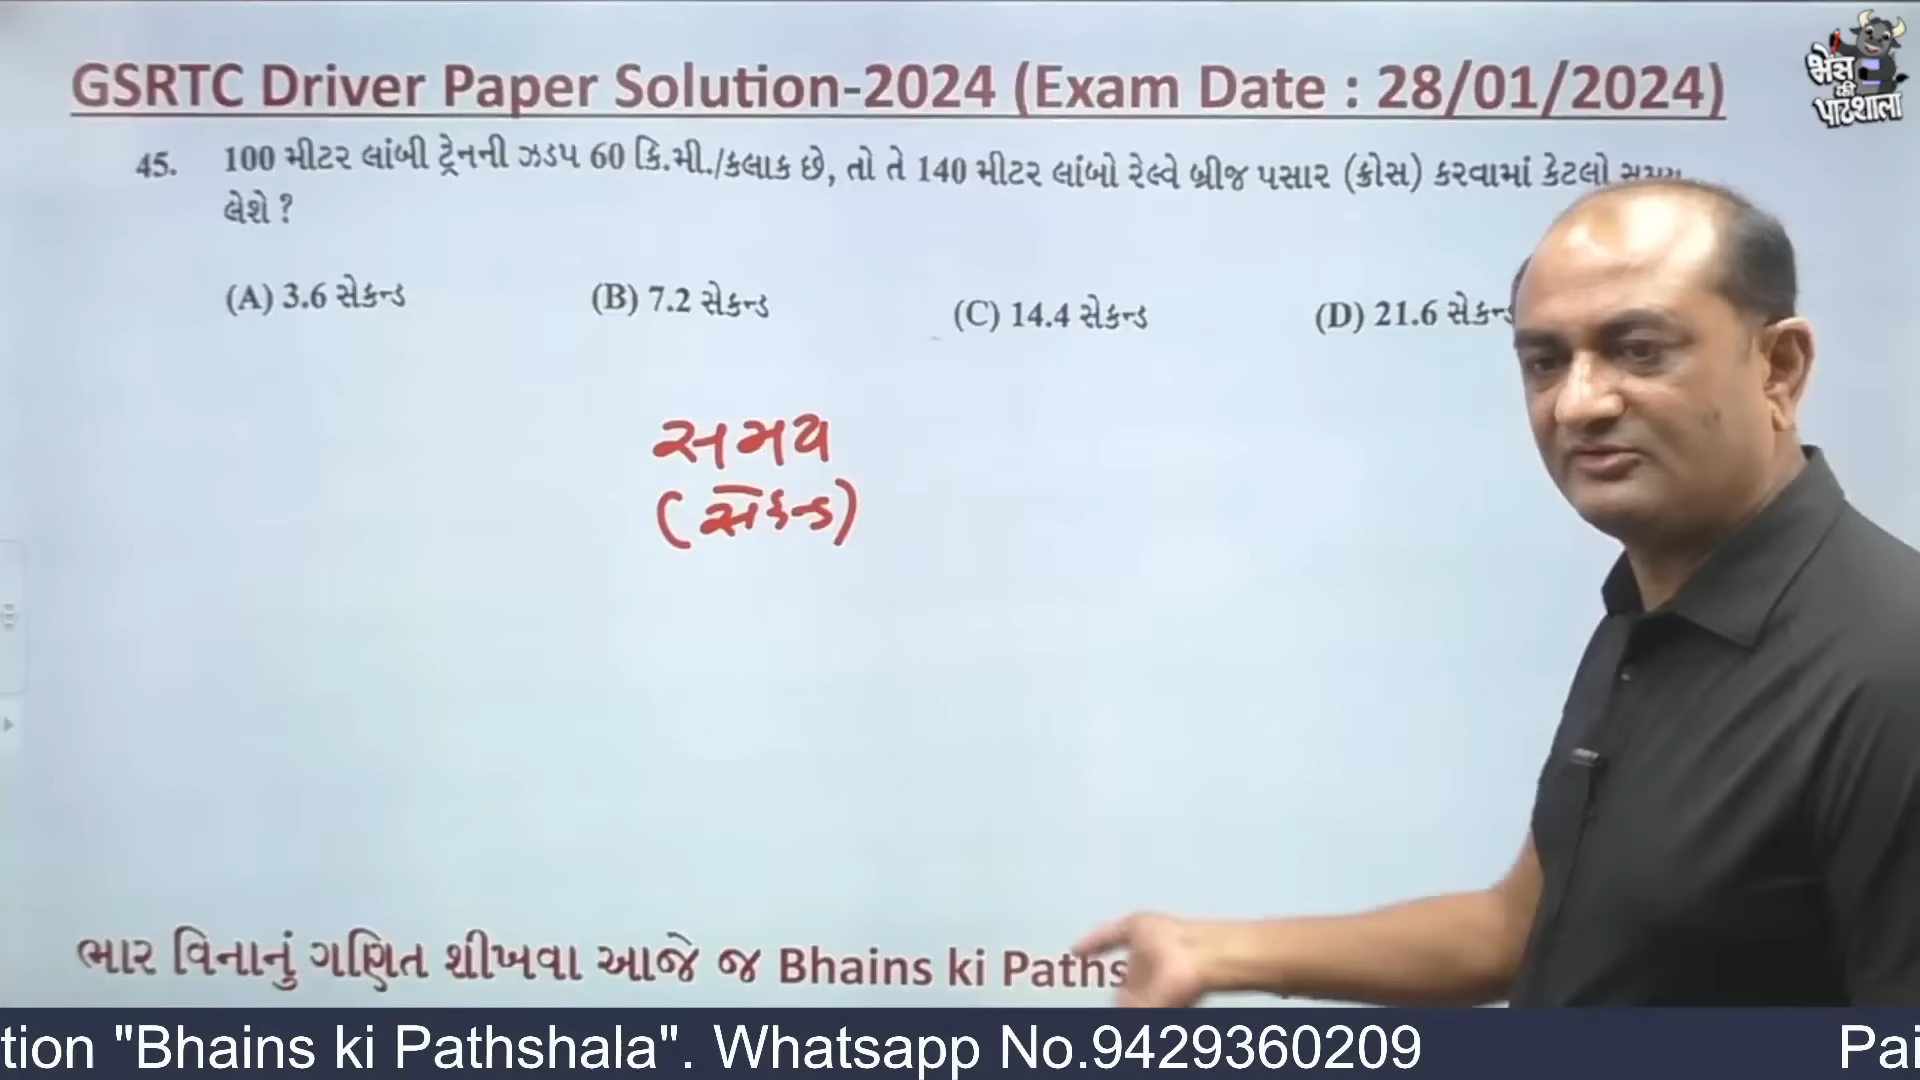 GSRTC Driver Paper Solution-2024 (Exam Date : 28/01/2024)
भैंस
की
पाठशाला
45. 100 મીટર લાંબી ટ્રેનની ઝડપ 60 કિ.મી./કલાક છે, તો તે 140 મીટર લાંબો રેલ્વે બ્રીજ પસાર (ક્રોસ) કરવામાં કેટલો સમય
લેશે ?
(A) 3.6 સેકન્ડ (B) 7.2 સેકન્ડ (C) 14.4 સેકન્ડ (D) 21.6 સેકન્ડ
સમય
(સેકન્ડ)
ભાર વિનાનું ગણિત શીખવા આજે જ Bhains ki Paths
tion "Bhains ki Pathshala". Whatsapp No.9429360209 Pai